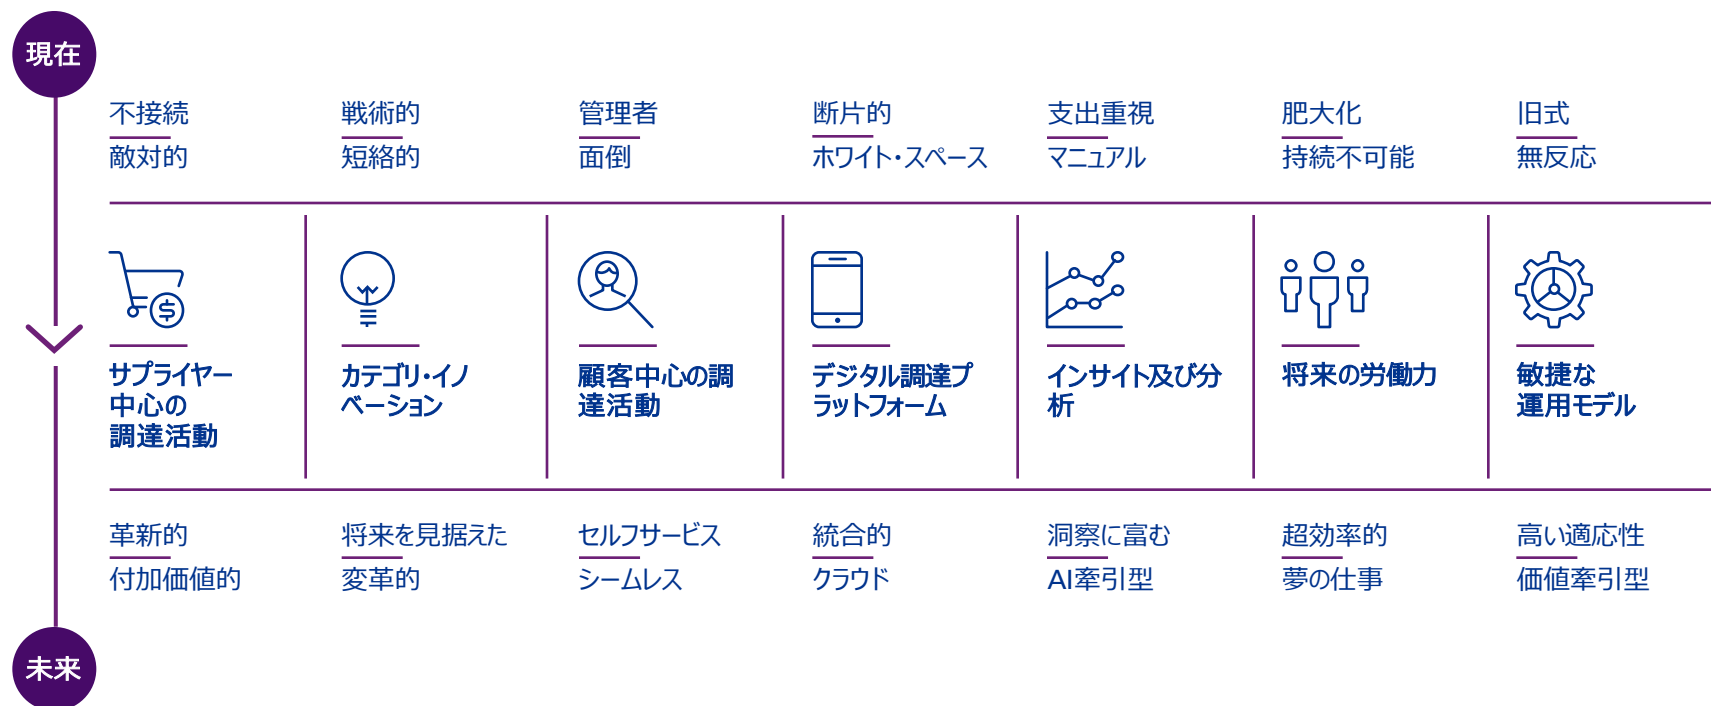 現在
不接続
敵対的
戦術的
短絡的
管理者
面倒
断片的
ホワイト・スペース
支出重視
マニュアル
肥大化
持続不可能
旧式
無反応
$
サプライヤー
中心の
調達活動
カテゴリ・イノ
ベーション
顧客中心の調
達活動
デジタル調達プ
ラットフォーム
インサイト及び分
析
将来の労働力
敏捷な
運用モデル
革新的
付加価値的
将来を見据えた
変革的
セルフサービス
シームレス
統合的
クラウド
洞察に富む
AI牽引型
超効率的
夢の仕事
高い適応性
価値牽引型
未来